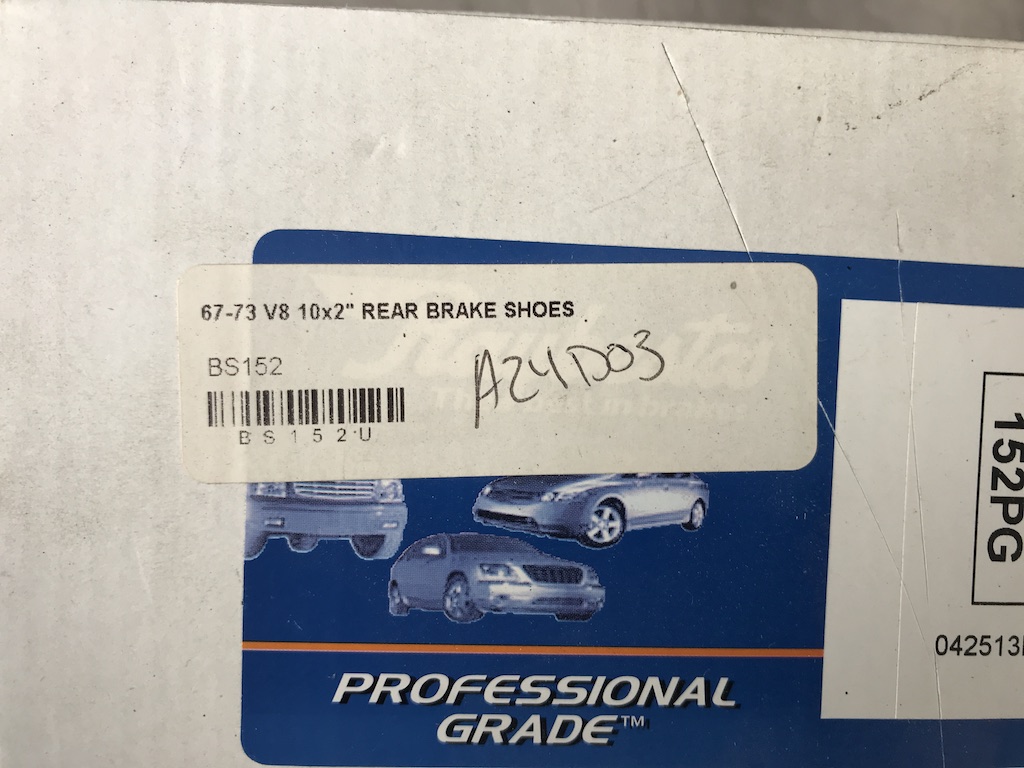 67-73 V8 10x2" REAR BRAKE SHOES
BS152
A24D03
BS152U
152PG
042513
PROFESSIONAL
GRADE™